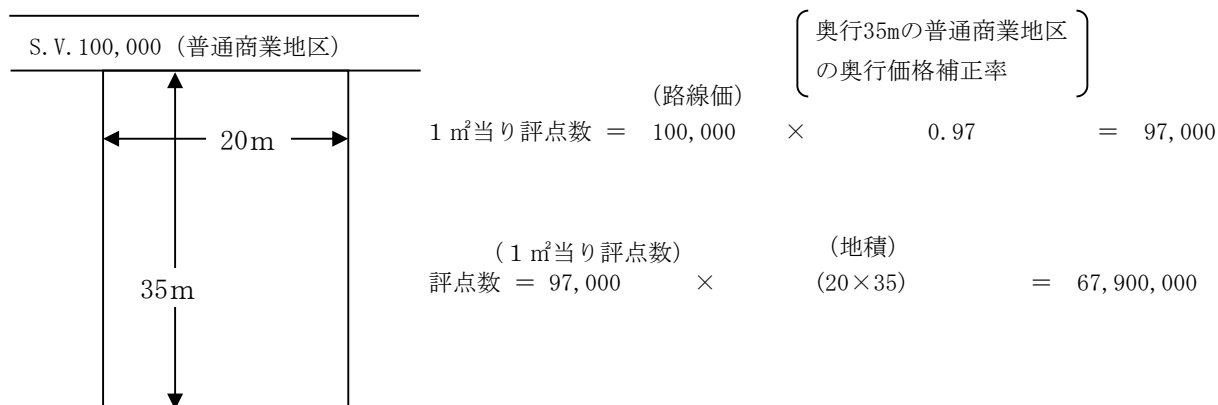 S.V.100,000(普通商業地区)
20m
35m
奥行35mの普通商業地区
の奥行価格補正率
(路線価)
1㎡当り評点数 = 100,000 × 0.97 = 97,000
(1㎡当り評点数) (地積)
評点数 = 97,000 × (20×35) = 67,900,000